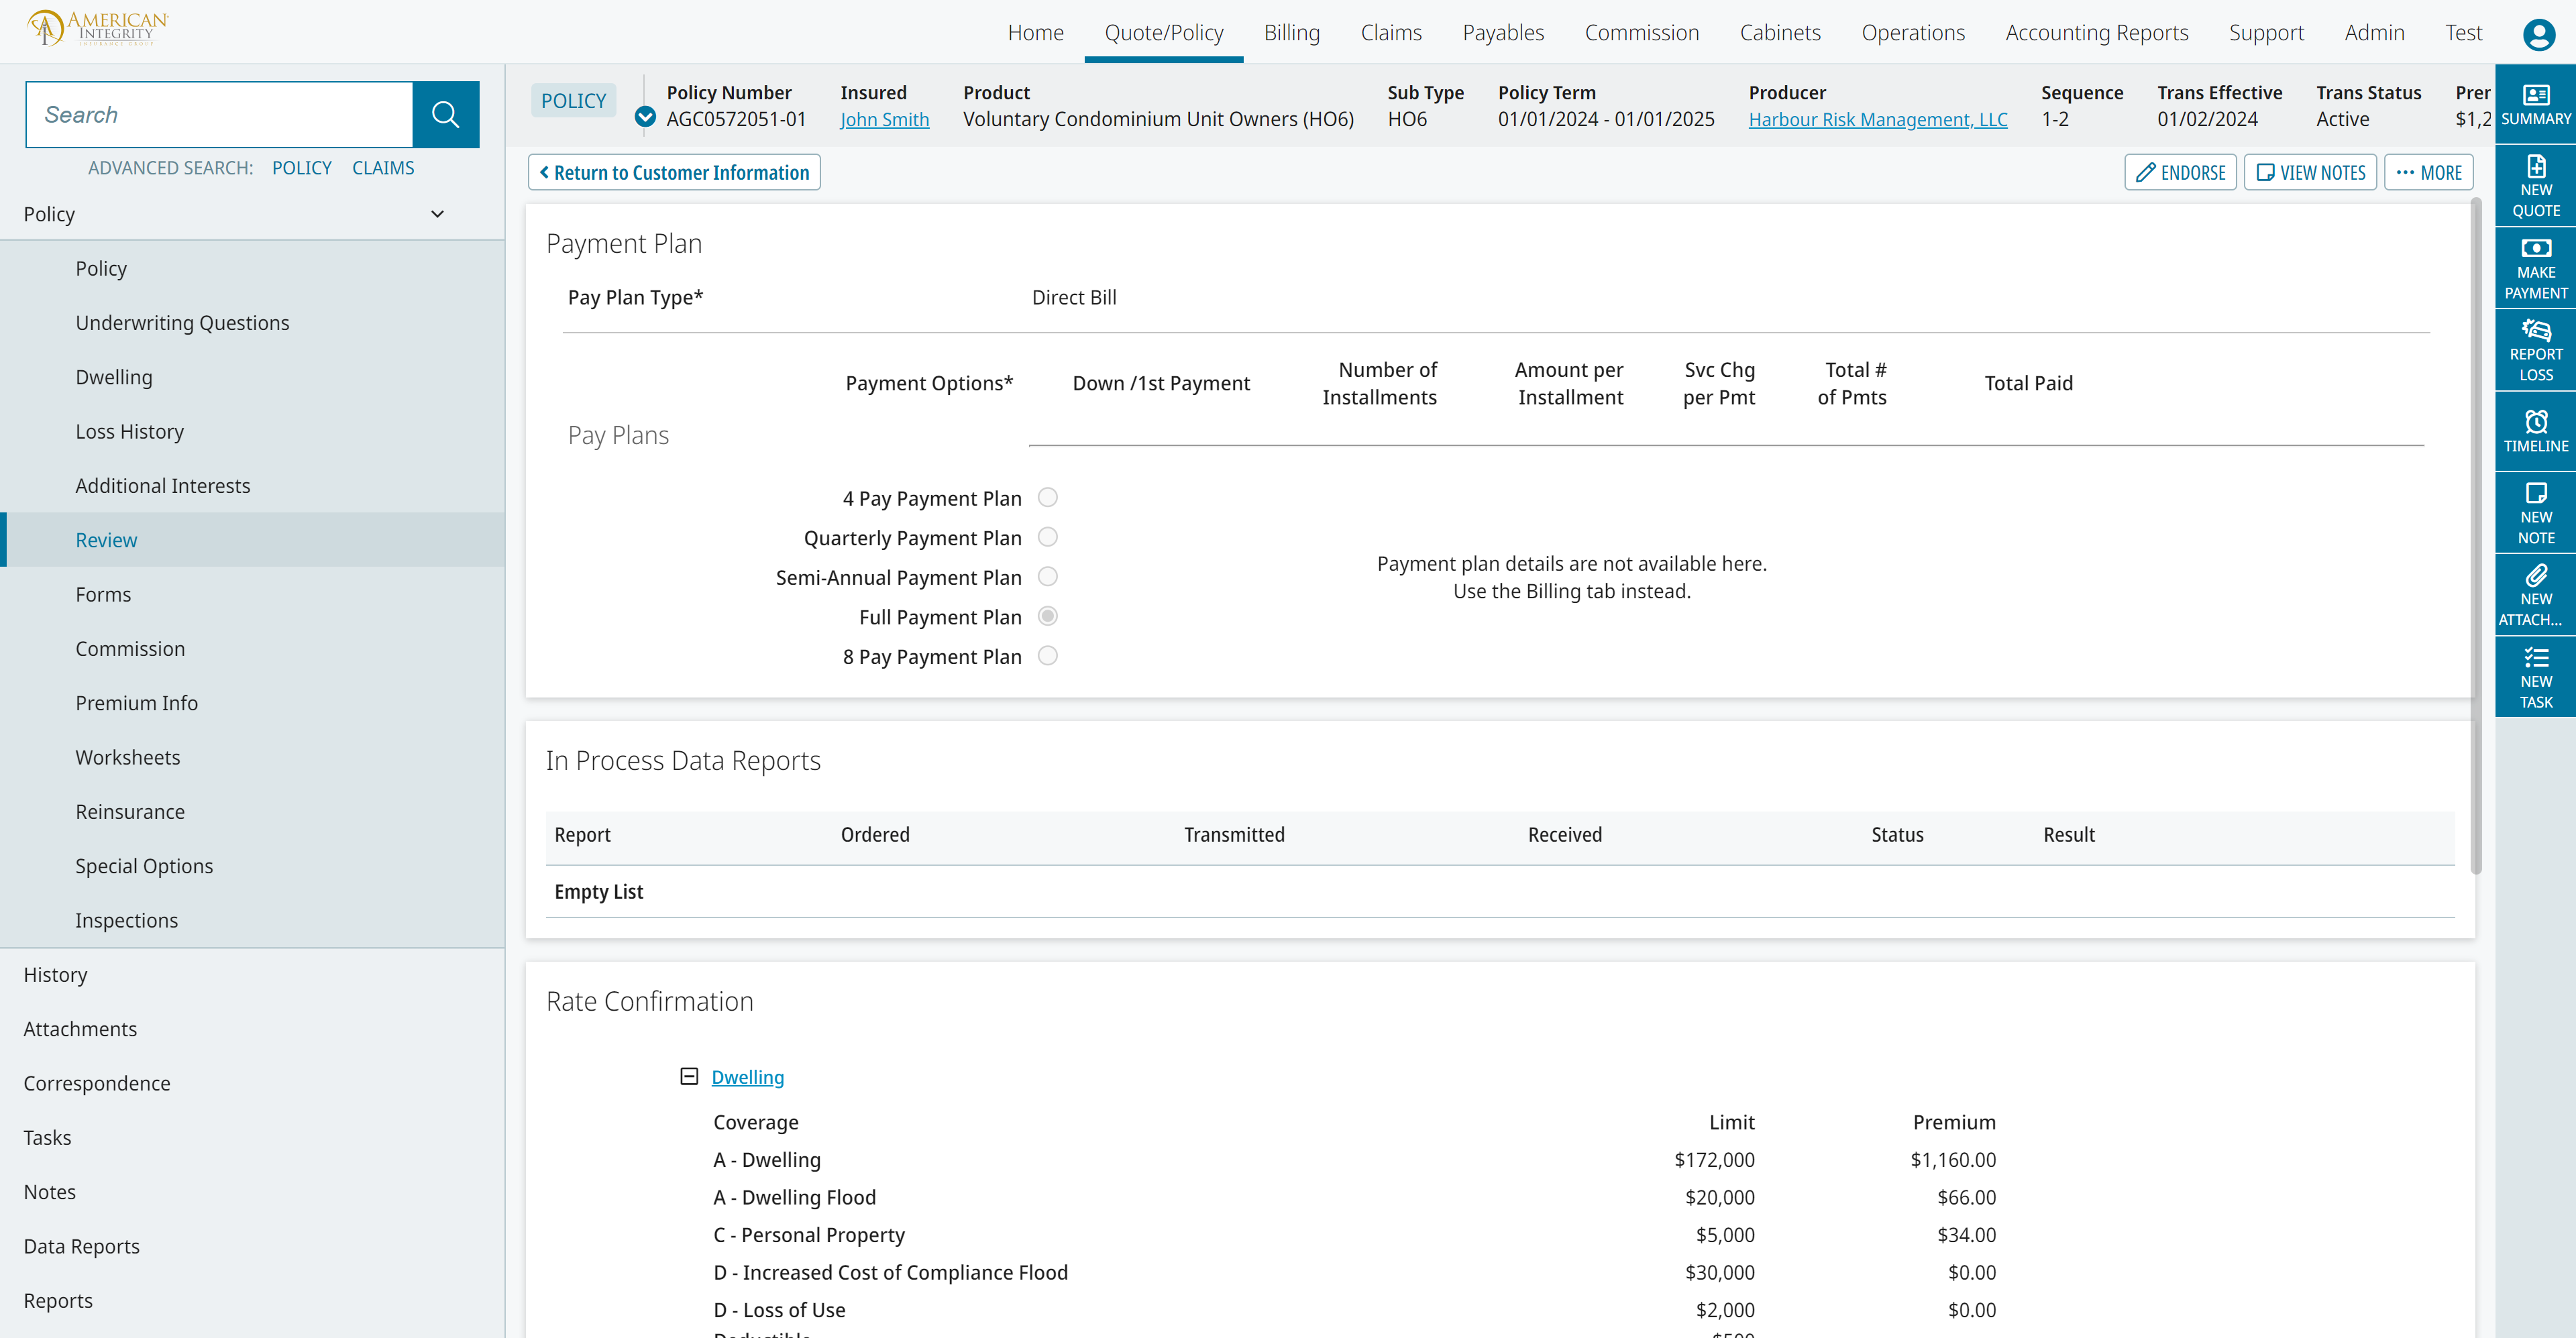 AMERICAN
INTEGRITY
INSURANCE GROUP
Home Quote/Policy Billing Claims Payables Commission Cabinets Operations Accounting Reports Support Admin Test
Search
ADVANCED SEARCH: POLICY CLAIMS
Policy
Policy
Underwriting Questions
Dwelling
Loss History
Additional Interests
Review
Forms
Commission
Premium Info
Worksheets
Reinsurance
Special Options
Inspections
History
Attachments
Correspondence
Tasks
Notes
Data Reports
Reports
POLICY
Policy Number Insured Product Sub Type Policy Term Producer Sequence Trans Effective Trans Status Prer
AGC0572051-01 John Smith Voluntary Condominium Unit Owners (HO6) HO6 01/01/2024 - 01/01/2025 Harbour Risk Management, LLC 1-2 01/02/2024 Active $1,2
Return to Customer Information
ENDORSE VIEW NOTES MORE
Payment Plan
Pay Plan Type* Direct Bill
Payment Options* Down /1st Payment Number of Installments Amount per Installment Svc Chg per Pmt Total # of Pmts Total Paid
Pay Plans
4 Pay Payment Plan
Quarterly Payment Plan
Semi-Annual Payment Plan
Full Payment Plan
8 Pay Payment Plan
Payment plan details are not available here.
Use the Billing tab instead.
In Process Data Reports
Report Ordered Transmitted Received Status Result
Empty List
Rate Confirmation
Dwelling
Coverage Limit Premium
A - Dwelling $172,000 $1,160.00
A - Dwelling Flood $20,000 $66.00
C - Personal Property $5,000 $34.00
D - Increased Cost of Compliance Flood $30,000 $0.00
D - Loss of Use $2,000 $0.00
Deductible $500
SUMMARY
NEW
QUOTE
MAKE
PAYMENT
REPORT
LOSS
TIMELINE
NEW
NOTE
NEW
ATTACH...
NEW
TASK